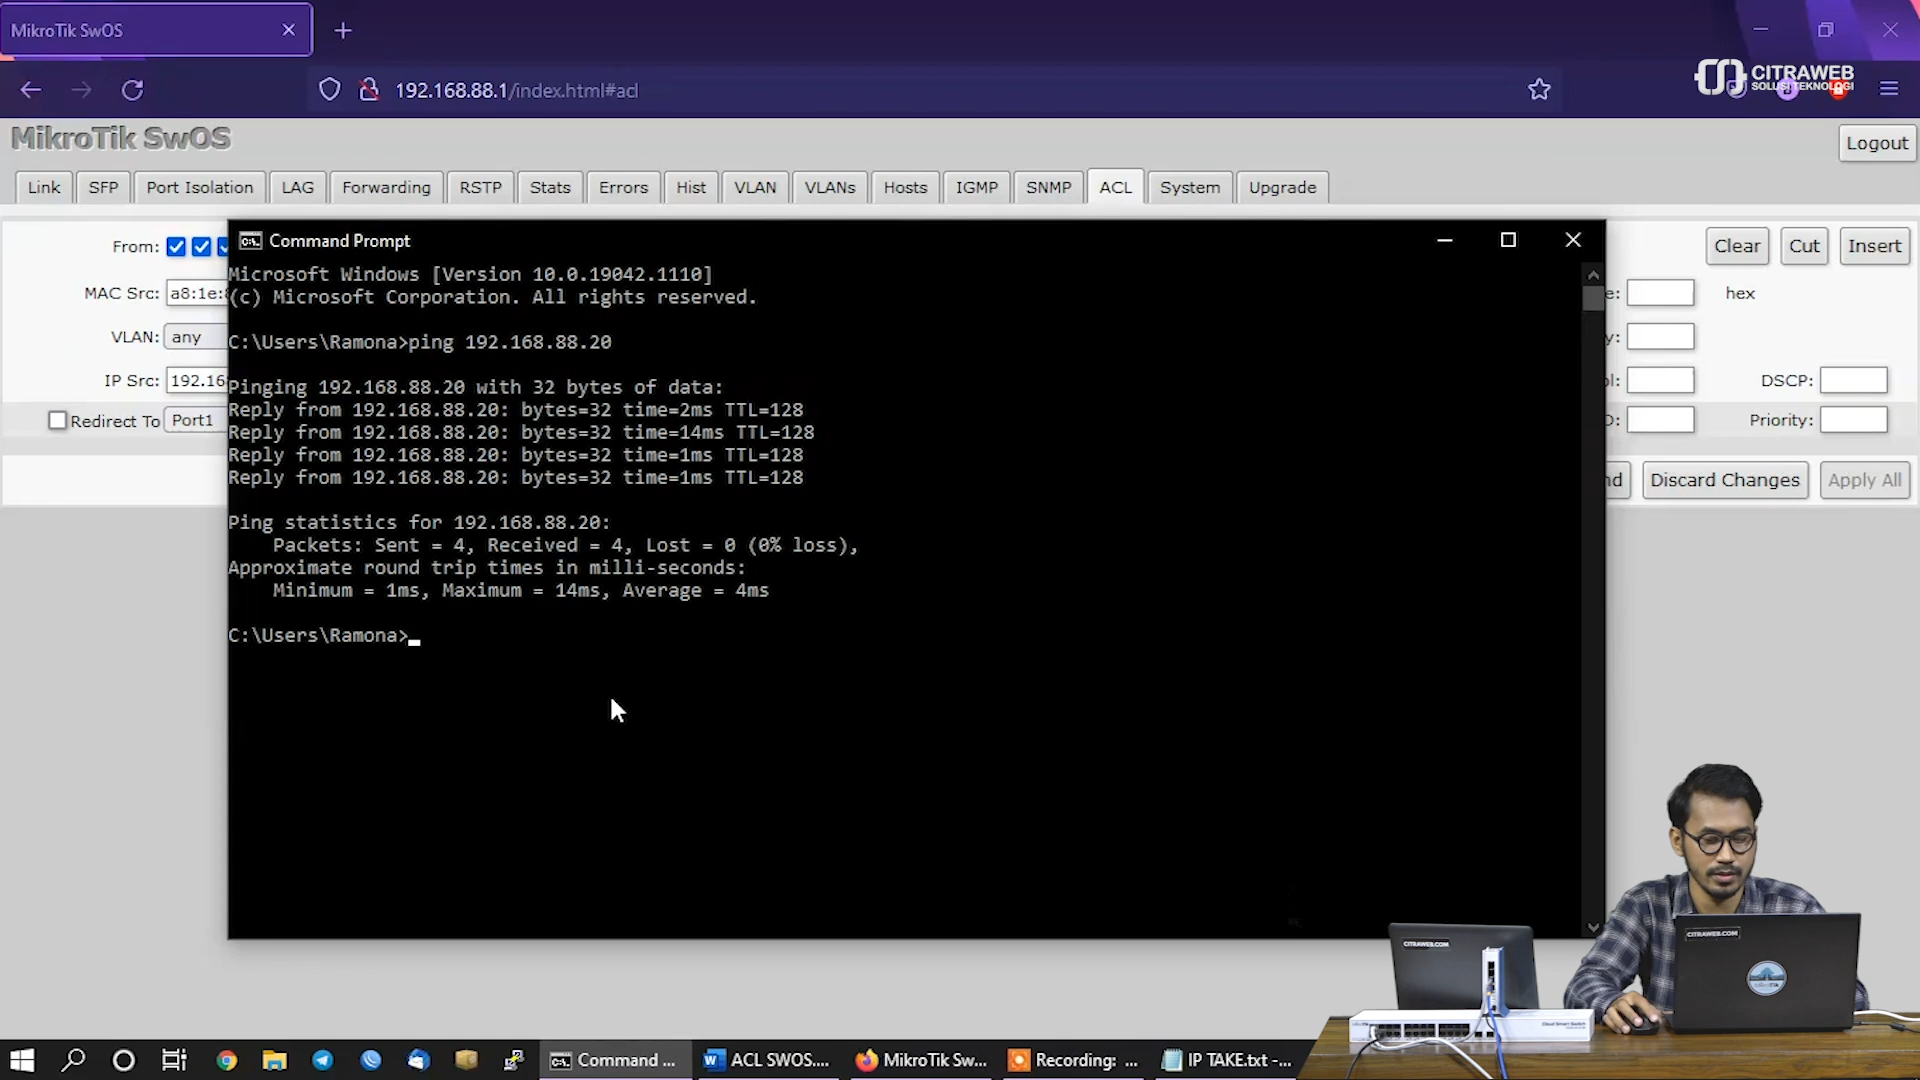 MikroTik SwOS
192.168.88.1/index.html#acl
CITRAWEB
SOLUSI TEKNOLOGI
MikroTik SwOS
Logout
Link SFP Port Isolation LAG Forwarding RSTP Stats Errors Hist VLAN VLANs Hosts IGMP SNMP ACL System Upgrade
From:
Clear Cut Insert
MAC Src: a8:1e:
hex
VLAN: any
IP Src: 192.16
DSCP:
Redirect To Port1
Priority:
Discard Changes Apply All
Command Prompt
Microsoft Windows [Version 10.0.19042.1110]
(c) Microsoft Corporation. All rights reserved.
C:\Users\Ramona>ping 192.168.88.20
Pinging 192.168.88.20 with 32 bytes of data:
Reply from 192.168.88.20: bytes=32 time=2ms TTL=128
Reply from 192.168.88.20: bytes=32 time=14ms TTL=128
Reply from 192.168.88.20: bytes=32 time=1ms TTL=128
Reply from 192.168.88.20: bytes=32 time=1ms TTL=128
Ping statistics for 192.168.88.20:
Packets: Sent = 4, Received = 4, Lost = 0 (0% loss),
Approximate round trip times in milli-seconds:
Minimum = 1ms, Maximum = 14ms, Average = 4ms
C:\Users\Ramona>
CITRAWEB.COM
CITRAWEB.COM
Cloud Smart Switch
Command ... ACL SWOS.... MikroTik Sw... Recording: ... IP TAKE.txt -...